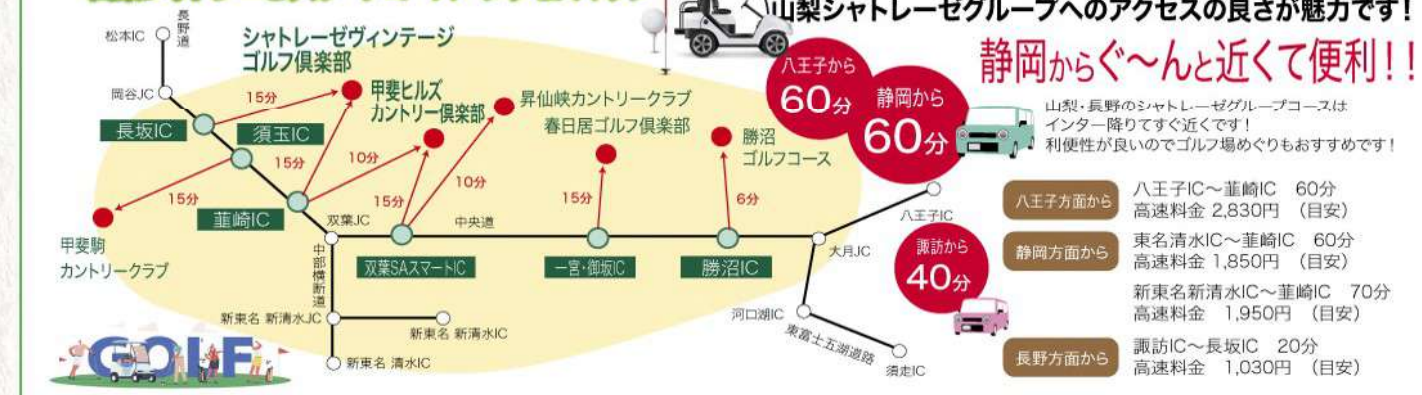 山梨シャトレーゼグループへのアクセスの良さが魅力です!
静岡からぐ〜んと近くて便利!!
山梨・長野のシャトレーゼグループコースは
インター降りてすぐ近くです!
利便性が良いのでゴルフ場めぐりもおすすめです!
八王子から
60分
静岡から
60分
諏訪から
40分
長野道
松本IC
岡谷JC
シャトレーゼヴィンテージ
ゴルフ倶楽部
15分
甲斐ヒルズ
カントリー倶楽部
昇仙峡カントリークラブ
春日居ゴルフ倶楽部
勝沼
ゴルフコース
長坂IC
須玉IC
15分
10分
10分
15分
15分
15分
6分
韮崎IC
甲斐駒
カントリークラブ
双葉JC
中央道
双葉SAスマートIC
一宮・御坂IC
勝沼IC
大月JC
八王子IC
中部横断道
新東名 新清水JC
新東名 新清水IC
新東名 清水IC
河口湖IC
東富士五湖道路
須走IC
GOLF
八王子方面から
八王子IC〜韮崎IC 60分
高速料金 2,830円 (目安)
静岡方面から
東名清水IC〜韮崎IC 60分
高速料金 1,850円 (目安)
新東名新清水IC〜韮崎IC 70分
高速料金 1,950円 (目安)
長野方面から
諏訪IC〜長坂IC 20分
高速料金 1,030円 (目安)